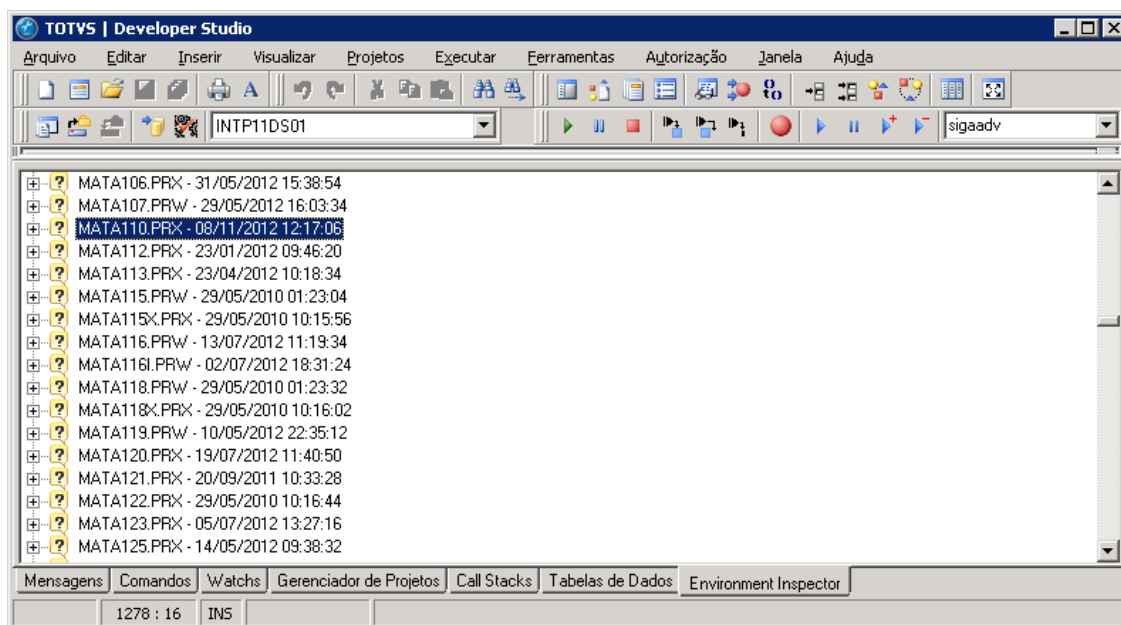 TOTVS | Developer Studio
Arquivo Editar Inserir Visualizar Projetos Executar Ferramentas Autorização Janela Ajuda
INTP11DS01 sigaadv
MATA106.PRX - 31/05/2012 15:38:54
MATA107.PRW - 29/05/2012 16:03:34
MATA110.PRX - 08/11/2012 12:17:06
MATA112.PRX - 23/01/2012 09:46:20
MATA113.PRX - 23/04/2012 10:18:34
MATA115.PRW - 29/05/2010 01:23:04
MATA115X.PRX - 29/05/2010 10:15:56
MATA116.PRW - 13/07/2012 11:19:34
MATA116I.PRW - 02/07/2012 18:31:24
MATA118.PRW - 29/05/2010 01:23:32
MATA118X.PRX - 29/05/2010 10:16:02
MATA119.PRW - 10/05/2012 22:35:12
MATA120.PRX - 19/07/2012 11:40:50
MATA121.PRX - 20/09/2011 10:33:28
MATA122.PRX - 29/05/2010 10:16:44
MATA123.PRX - 05/07/2012 13:27:16
MATA125.PRX - 14/05/2012 09:38:32
Mensagens Comandos Watchs Gerenciador de Projetos Call Stacks Tabelas de Dados Environment Inspector
1278 : 16 INS